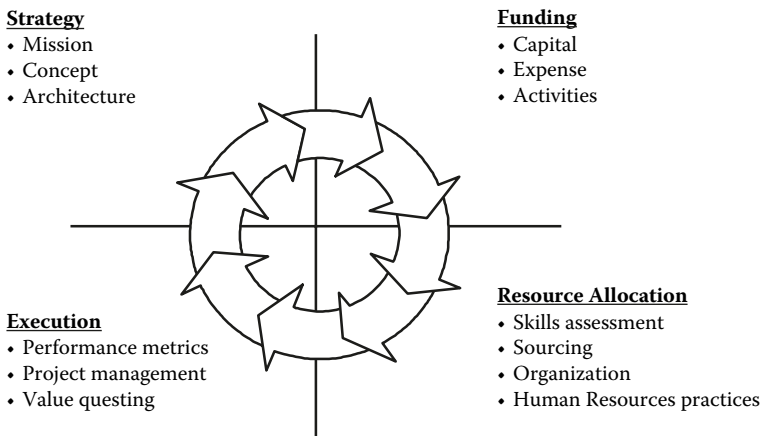 Strategy
• Mission
• Concept
• Architecture
Funding
• Capital
• Expense
• Activities
Execution
• Performance metrics
• Project management
• Value questing
Resource Allocation
• Skills assessment
• Sourcing
• Organization
• Human Resources practices